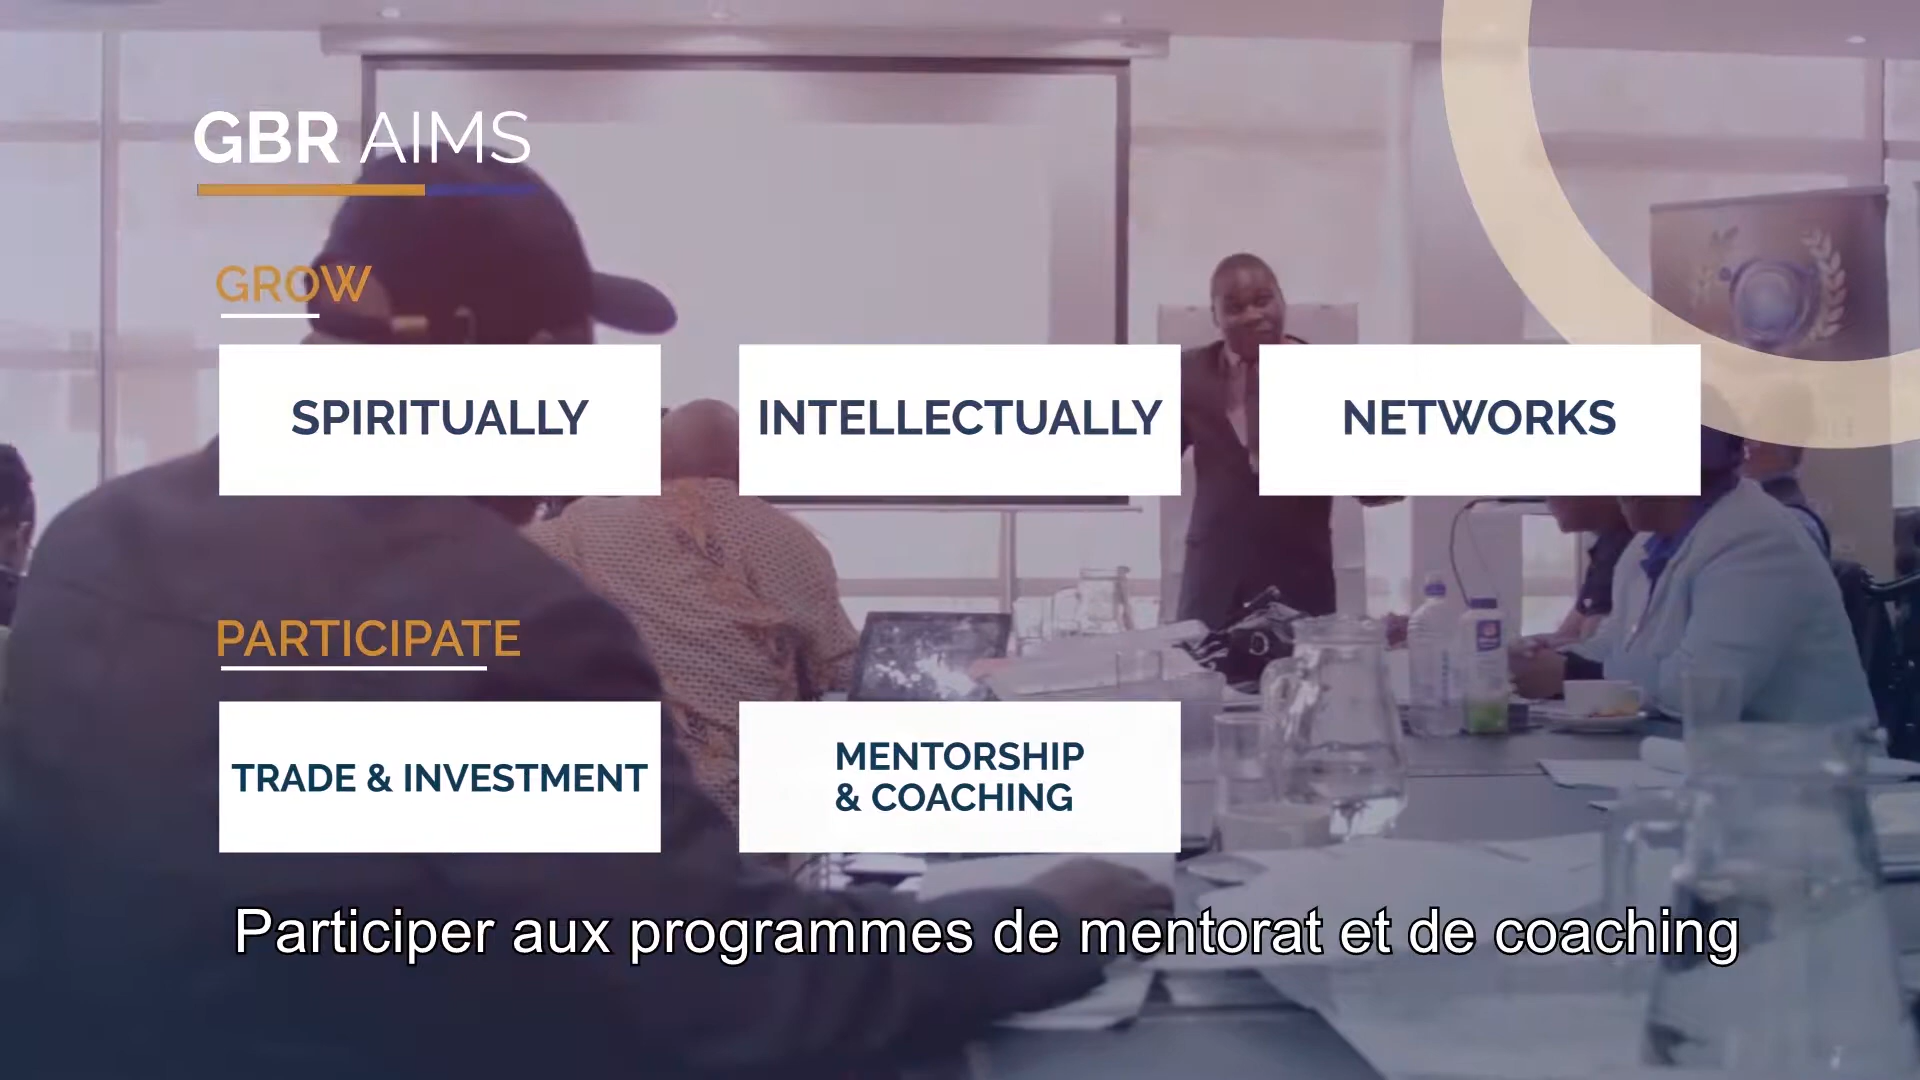 GBR AIMS
GROW
SPIRITUALLY
INTELLECTUALLY
NETWORKS
PARTICIPATE
TRADE & INVESTMENT
MENTORSHIP
& COACHING
Participer aux programmes de mentorat et de coaching